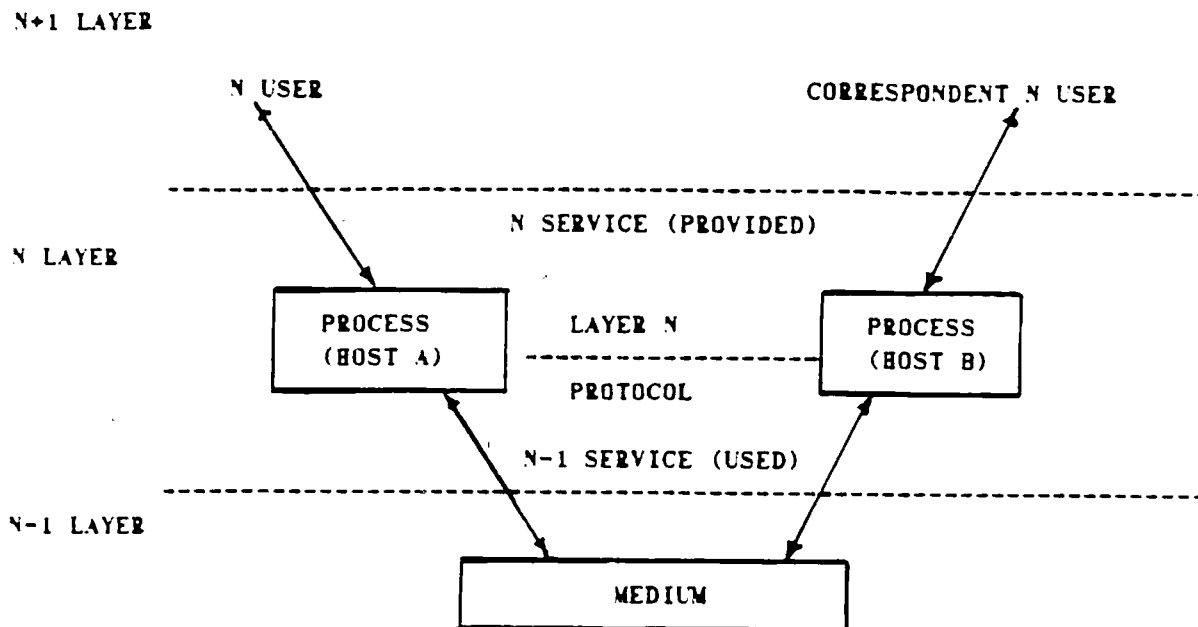 N+1 LAYER
N USER
CORRESPONDENT N USER
N SERVICE (PROVIDED)
N LAYER
PROCESS
(HOST A)
LAYER N
PROTOCOL
PROCESS
(HOST B)
N-1 SERVICE (USED)
N-1 LAYER
MEDIUM